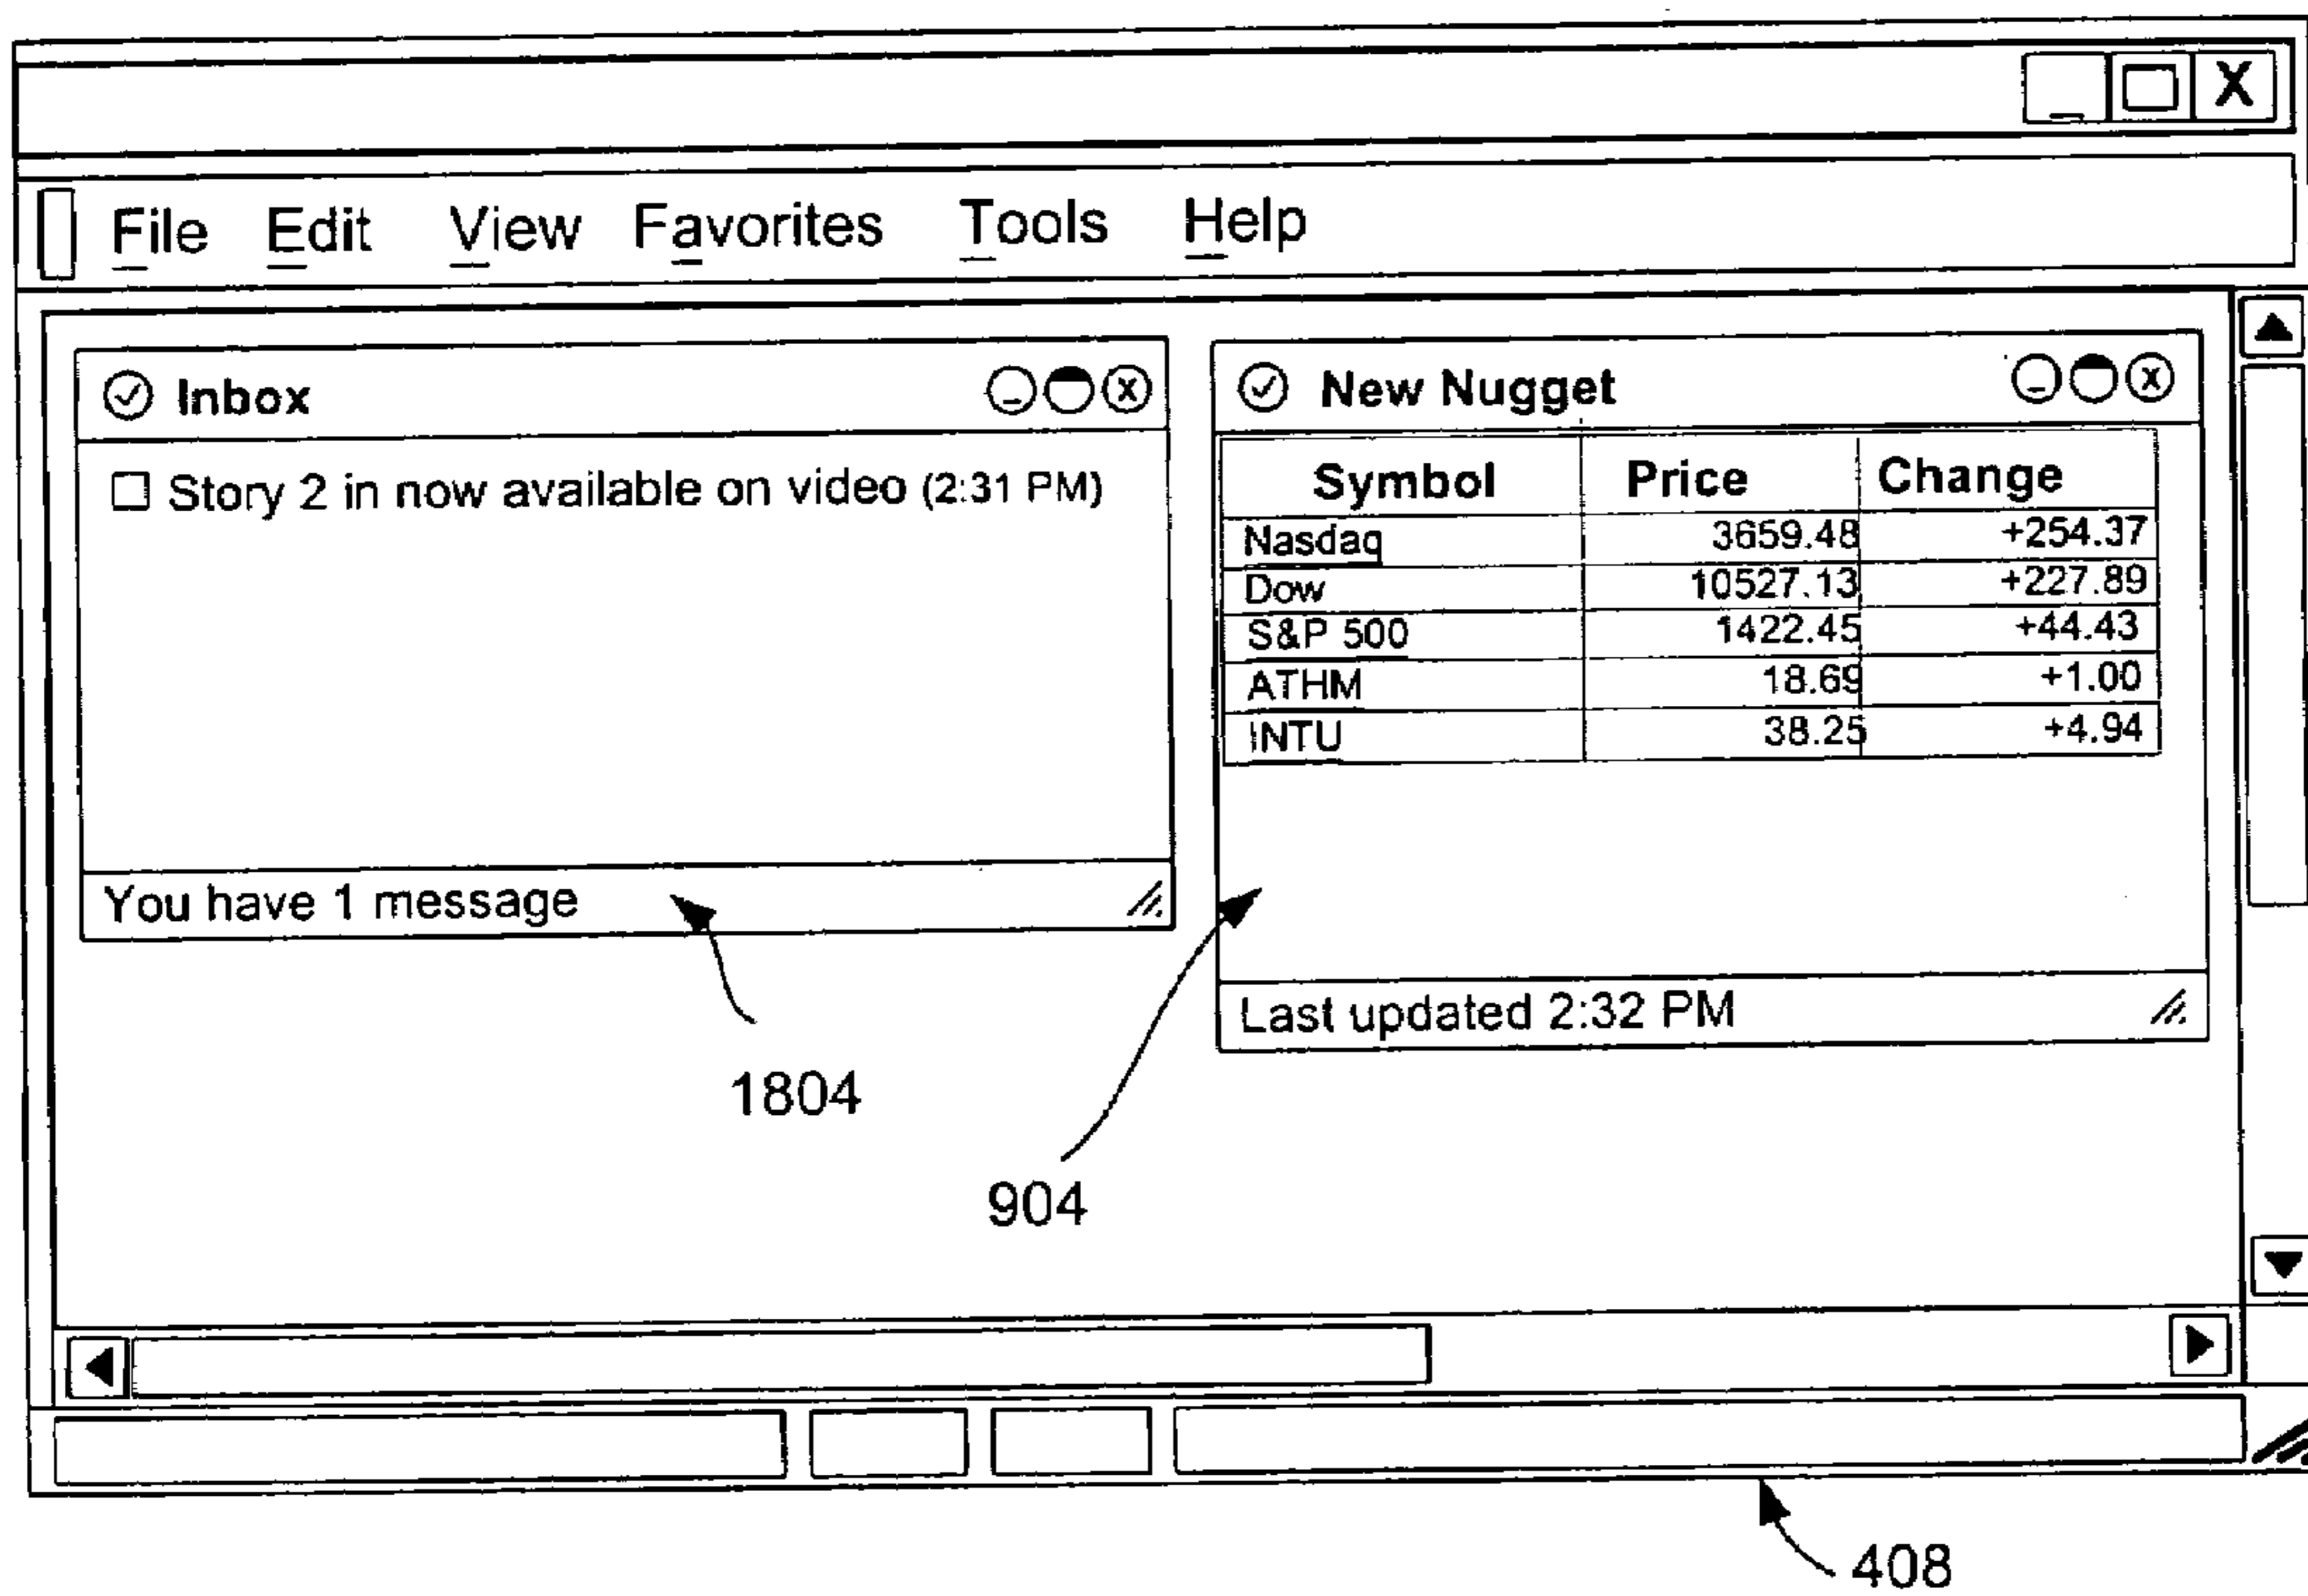 X
File Edit View Favorites Tools Help
Inbox
Story 2 in now available on video (2:31 PM)
You have 1 message
New Nugget
Symbol Price Change
Nasdaq 3659.48 +254.37
Dow 10527.13 +227.89
S&P 500 1422.45 +44.43
ATHM 18.69 +1.00
INTU 38.25 +4.94
Last updated 2:32 PM
1804
904
408